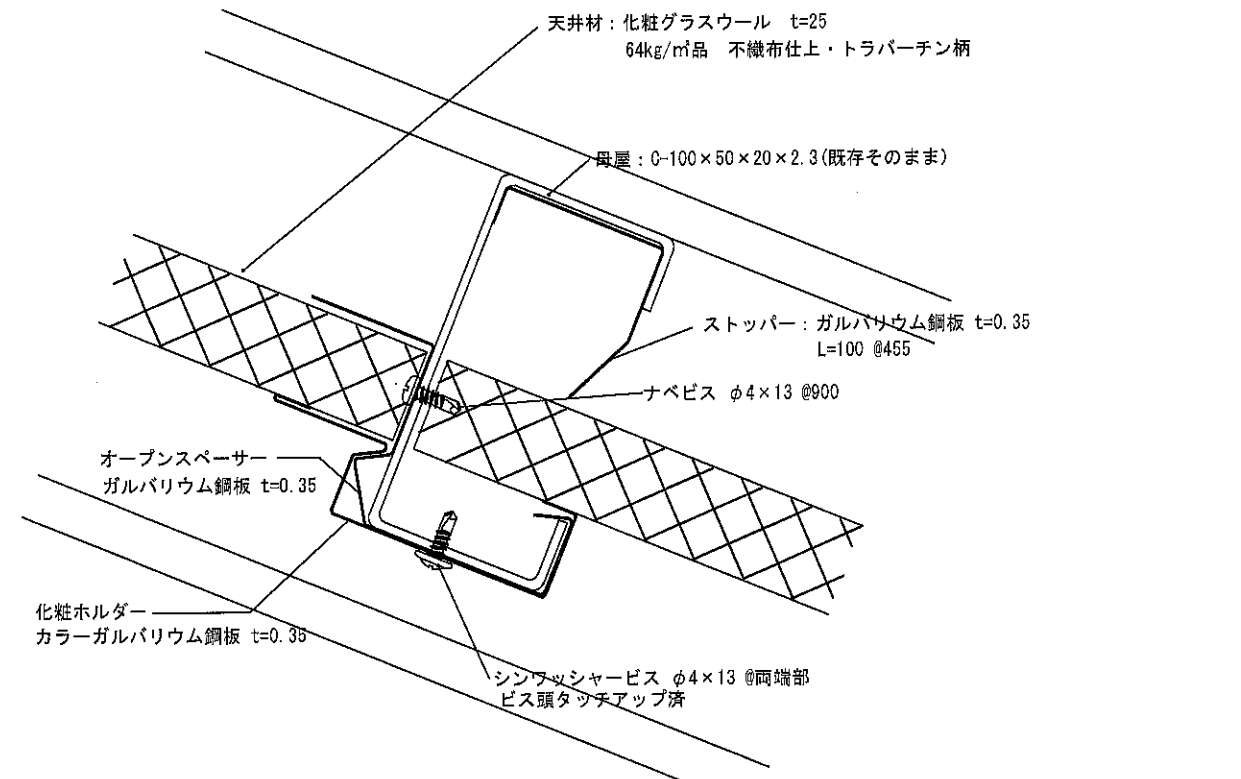 天井材：化粧グラスウール t=25
64kg/㎥品 不織布仕上・トラバーチン柄
母屋：C-100×50×20×2.3(既存そのまま)
ストッパー：ガルバリウム鋼板 t=0.35
L=100 @455
ナベビス φ4×13 @900
オープンスペーサー
ガルバリウム鋼板 t=0.35
化粧ホルダー
カラーガルバリウム鋼板 t=0.35
シンワッシャービス φ4×13 @両端部
ビス頭タッチアップ済